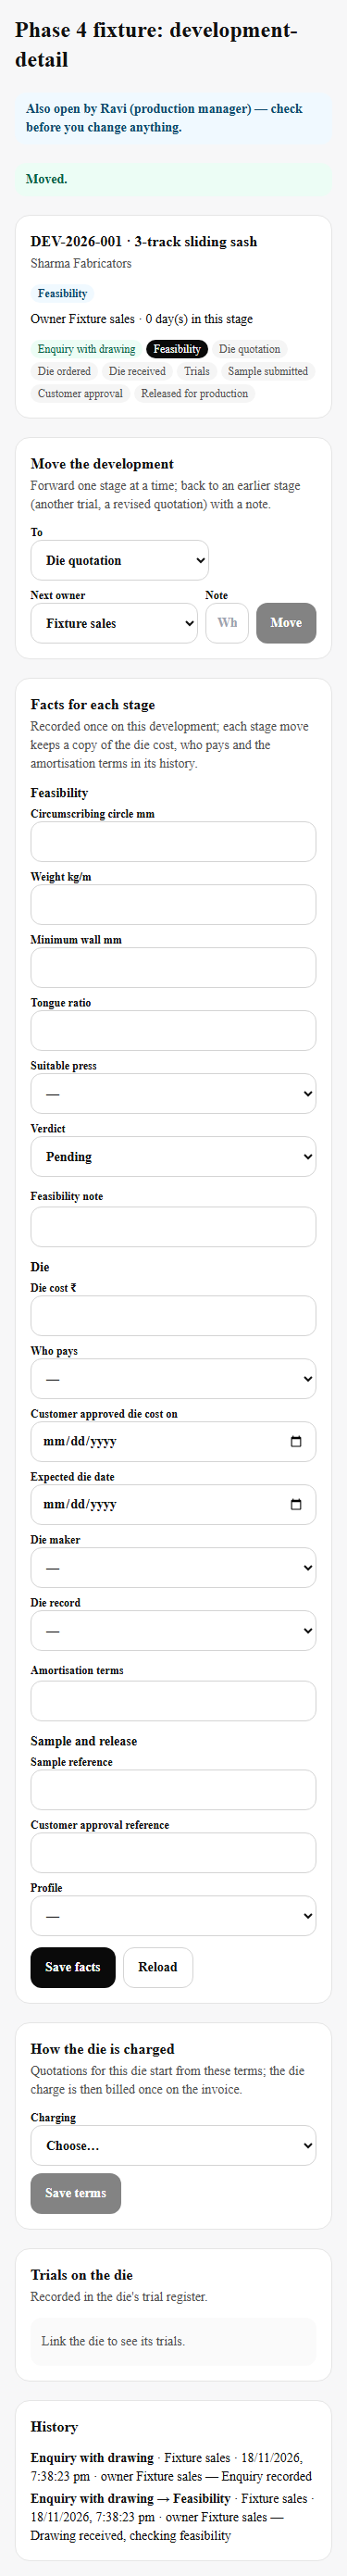 Phase 4 fixture: development-
detail
Also open by Ravi (production manager) — check
before you change anything.
Moved.
DEV-2026-001 · 3-track sliding sash
Sharma Fabricators
Feasibility
Owner Fixture sales · 0 day(s) in this stage
Enquiry with drawing Feasibility Die quotation
Die ordered Die received Trials Sample submitted
Customer approval Released for production
Move the development
Forward one stage at a time; back to an earlier stage
(another trial, a revised quotation) with a note.
To
Die quotation
Next owner Note
Fixture sales Wh Move
Facts for each stage
Recorded once on this development; each stage move
keeps a copy of the die cost, who pays and the
amortisation terms in its history.
Feasibility
Circumscribing circle mm
Weight kg/m
Minimum wall mm
Tongue ratio
Suitable press
—
Verdict
Pending
Feasibility note
Die
Die cost ₹
Who pays
—
Customer approved die cost on
mm/dd/yyyy
Expected die date
mm/dd/yyyy
Die maker
—
Die record
—
Amortisation terms
Sample and release
Sample reference
Customer approval reference
Profile
—
Save facts Reload
How the die is charged
Quotations for this die start from these terms; the die
charge is then billed once on the invoice.
Charging
Choose...
Save terms
Trials on the die
Recorded in the die's trial register.
Link the die to see its trials.
History
Enquiry with drawing · Fixture sales · 18/11/2026,
7:38:23 pm · owner Fixture sales — Enquiry recorded
Enquiry with drawing → Feasibility · Fixture sales ·
18/11/2026, 7:38:23 pm · owner Fixture sales —
Drawing received, checking feasibility